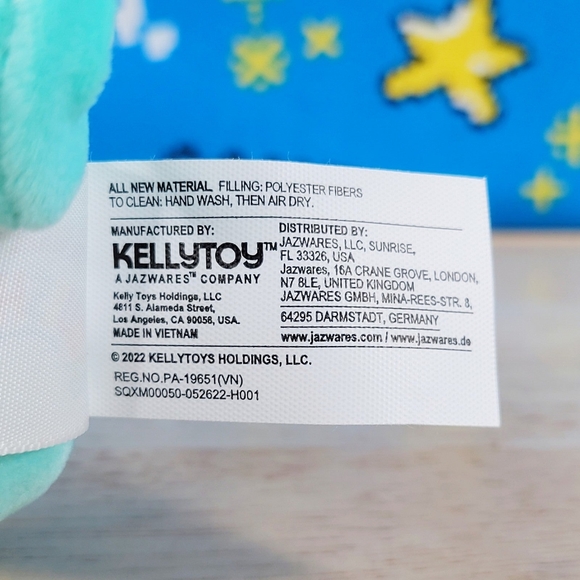 ALL NEW MATERIAL FILLING: POLYESTER FIBERS
TO CLEAN: HAND WASH, THEN AIR DRY.
MANUFACTURED BY:
KELLYTOY™
A JAZWARES™ COMPANY
Kelly Toys Holdings, LLC
4811 S. Alameda Street,
Los Angeles, CA 90058, USA.
MADE IN VIETNAM
DISTRIBUTED BY:
JAZWARES, LLC, SUNRISE,
FL 33326, USA
Jazwares, 16A CRANE GROVE, LONDON,
N7 8LE, UNITED KINGDOM
JAZWARES GMBH, MINA-REES-STR. 8,
64295 DARMSTADT, GERMANY
www.jazwares.com / www.jazwares.de
© 2022 KELLYTOYS HOLDINGS, LLC.
REG.NO.PA-19651(VN)
SQXM00050-052622-H001